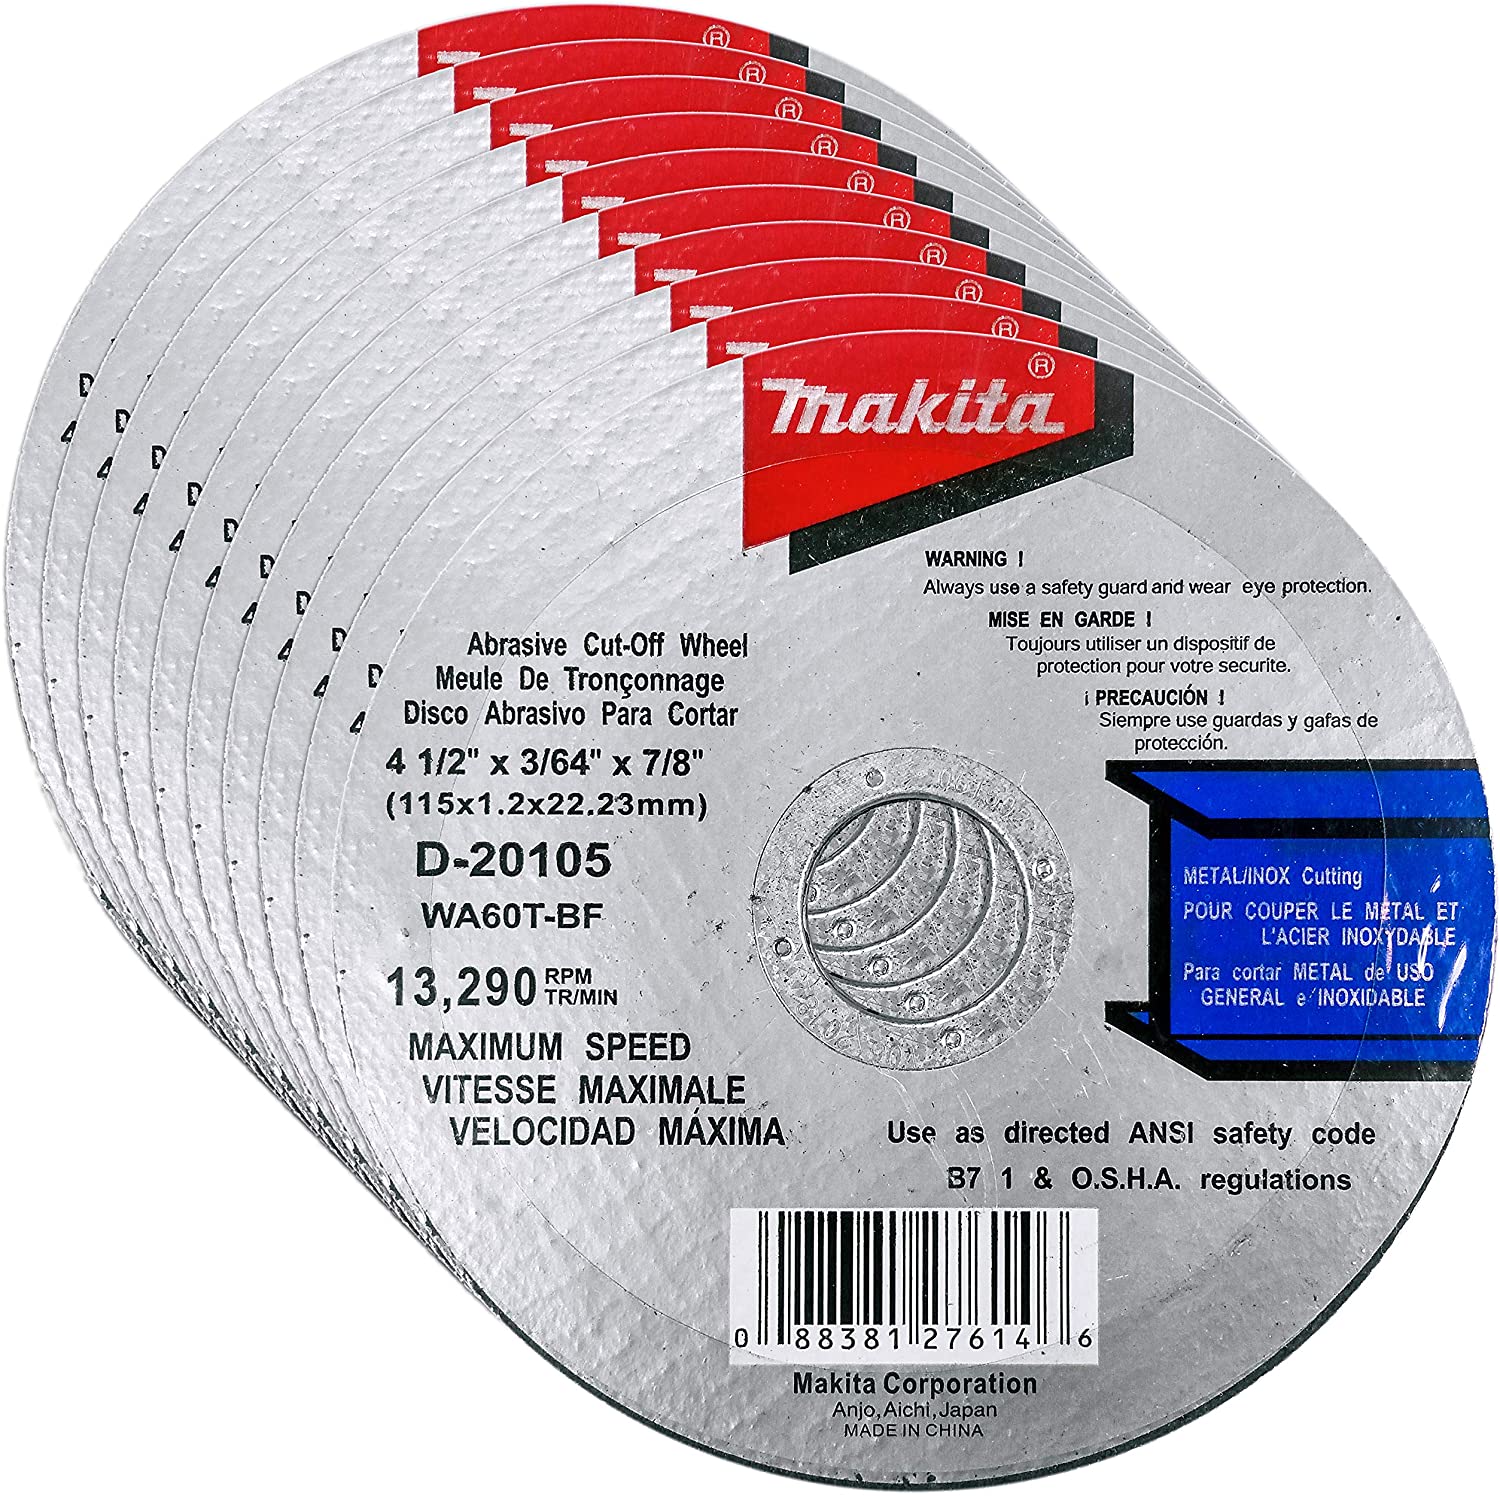 makita®
WARNING !
Always use a safety guard and wear eye protection.
MISE EN GARDE !
Toujours utiliser un dispositif de
protection pour votre securite.
¡ PRECAUCIÓN !
Siempre use guardas y gafas de
protección.
Abrasive Cut-Off Wheel
Meule De Tronçonnage
Disco Abrasivo Para Cortar
4 1/2" x 3/64" x 7/8"
(115x1.2x22.23mm)
D-20105
WA60T-BF
13,290 RPM
TR/MIN
MAXIMUM SPEED
VITESSE MAXIMALE
VELOCIDAD MÁXIMA
METAL/INOX Cutting
POUR COUPER LE METAL ET
L'ACIER INOXYDABLE
Para cortar METAL de USO
GENERAL e INOXIDABLE
Use as directed ANSI safety code
B7 1 & O.S.H.A. regulations
0 88381 27614 6
Makita Corporation
Anjo, Aichi, Japan
MADE IN CHINA